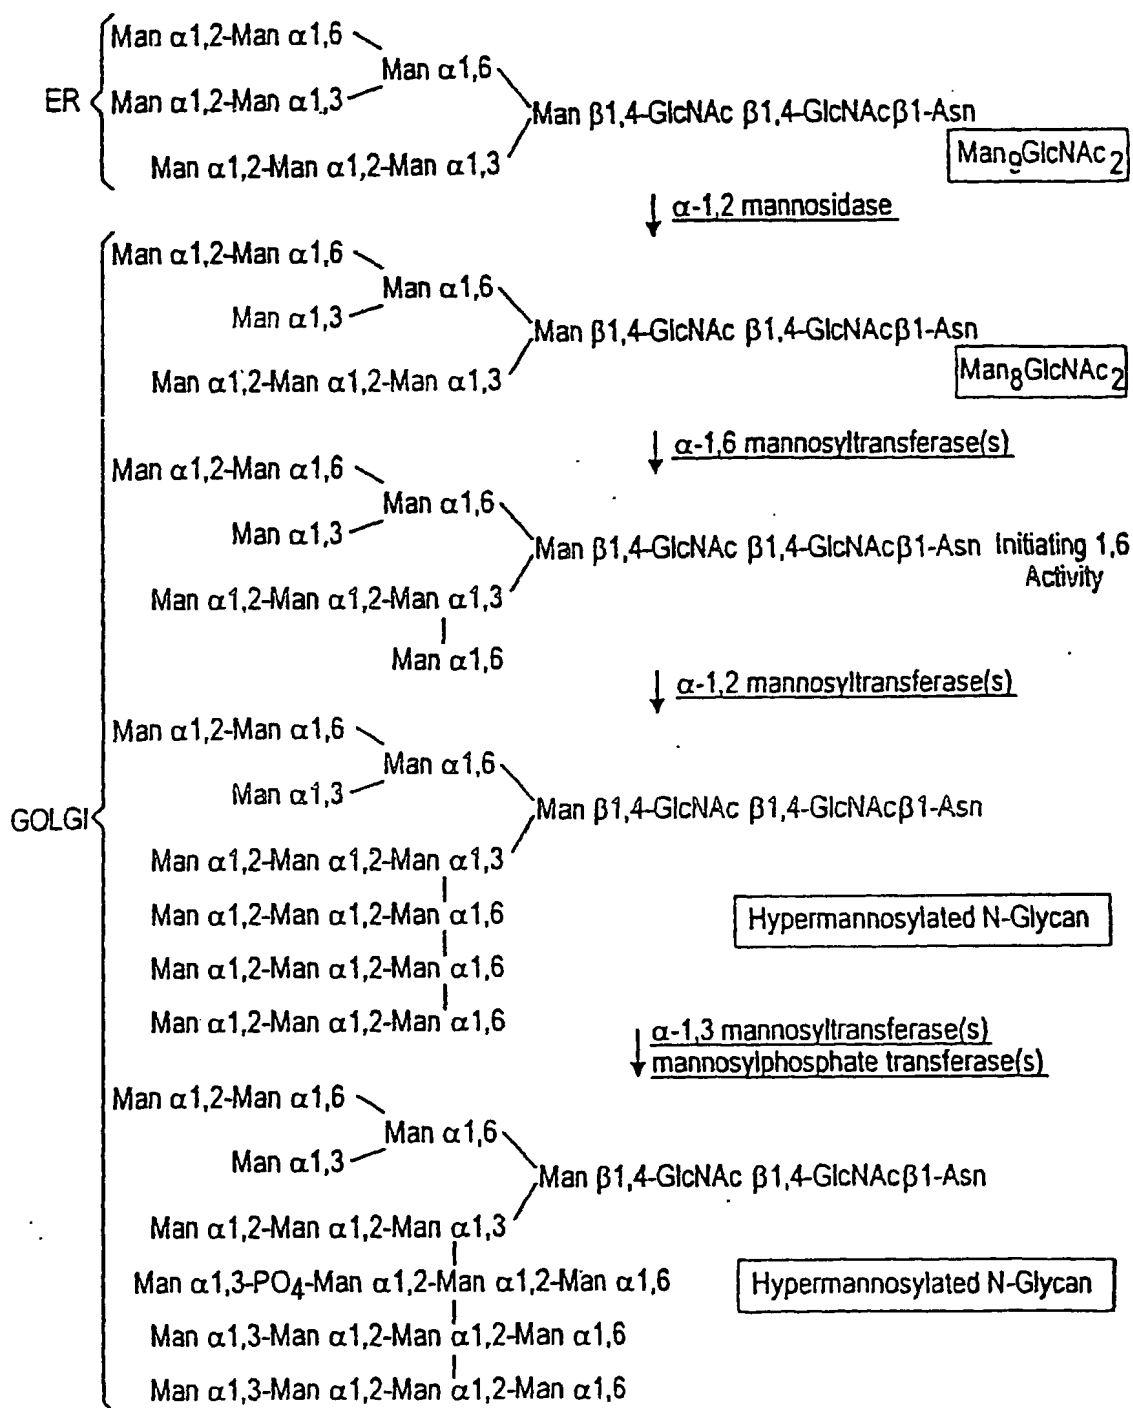 Man α1,2-Man α1,6
Man α1,6
ER
Man α1,2-Man α1,3
Man β1,4-GlcNAc β1,4-GlcNAcβ1-Asn
Man α1,2-Man α1,2-Man α1,3
Man9GlcNAc2
α-1,2 mannosidase
Man α1,2-Man α1,6
Man α1,6
Man α1,3
Man β1,4-GlcNAc β1,4-GlcNAcβ1-Asn
Man α1,2-Man α1,2-Man α1,3
Man8GlcNAc2
α-1,6 mannosyltransferase(s)
Man α1,2-Man α1,6
Man α1,6
Man α1,3
Man β1,4-GlcNAc β1,4-GlcNAcβ1-Asn Initiating 1,6
Activity
Man α1,2-Man α1,2-Man α1,3
Man α1,6
α-1,2 mannosyltransferase(s)
Man α1,2-Man α1,6
Man α1,6
Man α1,3
GOLGI
Man β1,4-GlcNAc β1,4-GlcNAcβ1-Asn
Man α1,2-Man α1,2-Man α1,3
Man α1,2-Man α1,2-Man α1,6
Hypermannosylated N-Glycan
Man α1,2-Man α1,2-Man α1,6
Man α1,2-Man α1,2-Man α1,6
α-1,3 mannosyltransferase(s)
mannosylphosphate transferase(s)
Man α1,2-Man α1,6
Man α1,6
Man α1,3
Man β1,4-GlcNAc β1,4-GlcNAcβ1-Asn
Man α1,2-Man α1,2-Man α1,3
Man α1,3-PO4-Man α1,2-Man α1,2-Man α1,6
Hypermannosylated N-Glycan
Man α1,3-Man α1,2-Man α1,2-Man α1,6
Man α1,3-Man α1,2-Man α1,2-Man α1,6